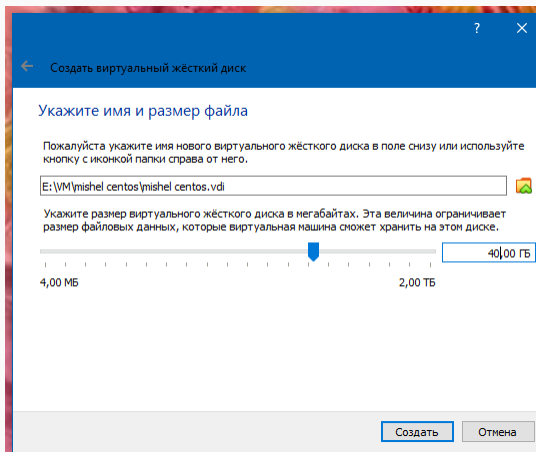 ?
Создать виртуальный жёсткий диск
Укажите имя и размер файла
Пожалуйста укажите имя нового виртуального жёсткого диска в поле снизу или используйте
кнопку с иконкой папки справа от него.
E:\VM\mishel centos\mishel centos.vdi
Укажите размер виртуального жёсткого диска в мегабайтах. Эта величина ограничивает
размер файловых данных, которые виртуальная машина сможет хранить на этом диске.
40,00 ГБ
4,00 МБ 2,00 ТБ
Создать Отмена